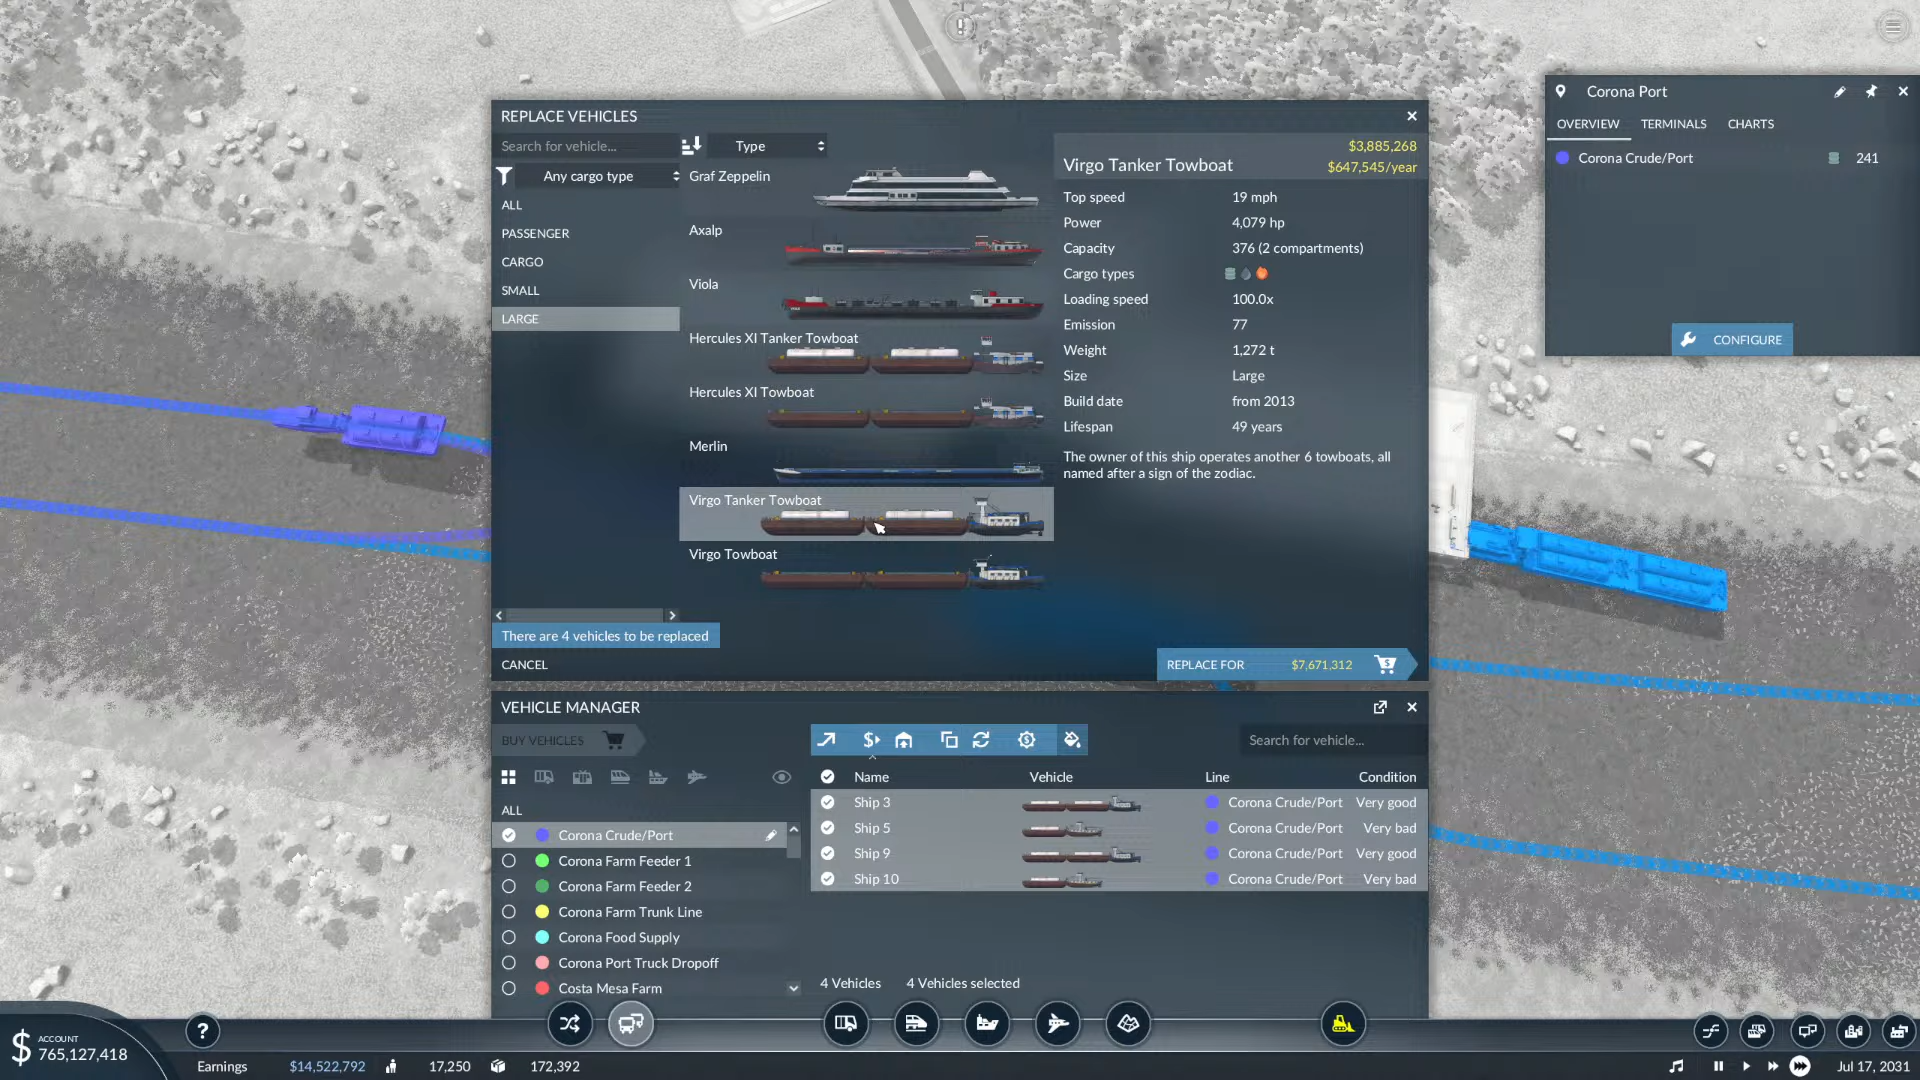 REPLACE VEHICLES
Search for vehicle...
Type
Any cargo type
ALL
PASSENGER
CARGO
SMALL
LARGE
Graf Zeppelin
Axalp
Viola
Hercules XI Tanker Towboat
Hercules XI Towboat
Merlin
Virgo Tanker Towboat
Virgo Towboat
$3,885,268
Virgo Tanker Towboat
$647,545/year
Top speed 19 mph
Power 4,079 hp
Capacity 376 (2 compartments)
Cargo types
Loading speed 100.0x
Emission 77
Weight 1,272 t
Size Large
Build date from 2013
Lifespan 49 years
The owner of this ship operates another 6 towboats, all
named after a sign of the zodiac.
There are 4 vehicles to be replaced
CANCEL
REPLACE FOR $7,671,312
Corona Port
OVERVIEW TERMINALS CHARTS
Corona Crude/Port 241
CONFIGURE
VEHICLE MANAGER
BUY VEHICLES
Search for vehicle...
ALL
Corona Crude/Port
Corona Farm Feeder 1
Corona Farm Feeder 2
Corona Farm Trunk Line
Corona Food Supply
Corona Port Truck Dropoff
Costa Mesa Farm
Name Vehicle Line Condition
Ship 3 Corona Crude/Port Very good
Ship 5 Corona Crude/Port Very bad
Ship 9 Corona Crude/Port Very good
Ship 10 Corona Crude/Port Very bad
4 Vehicles 4 Vehicles selected
$ ACCOUNT
765,127,418
?
Earnings $14,522,792 17,250 172,392
Jul 17, 2031